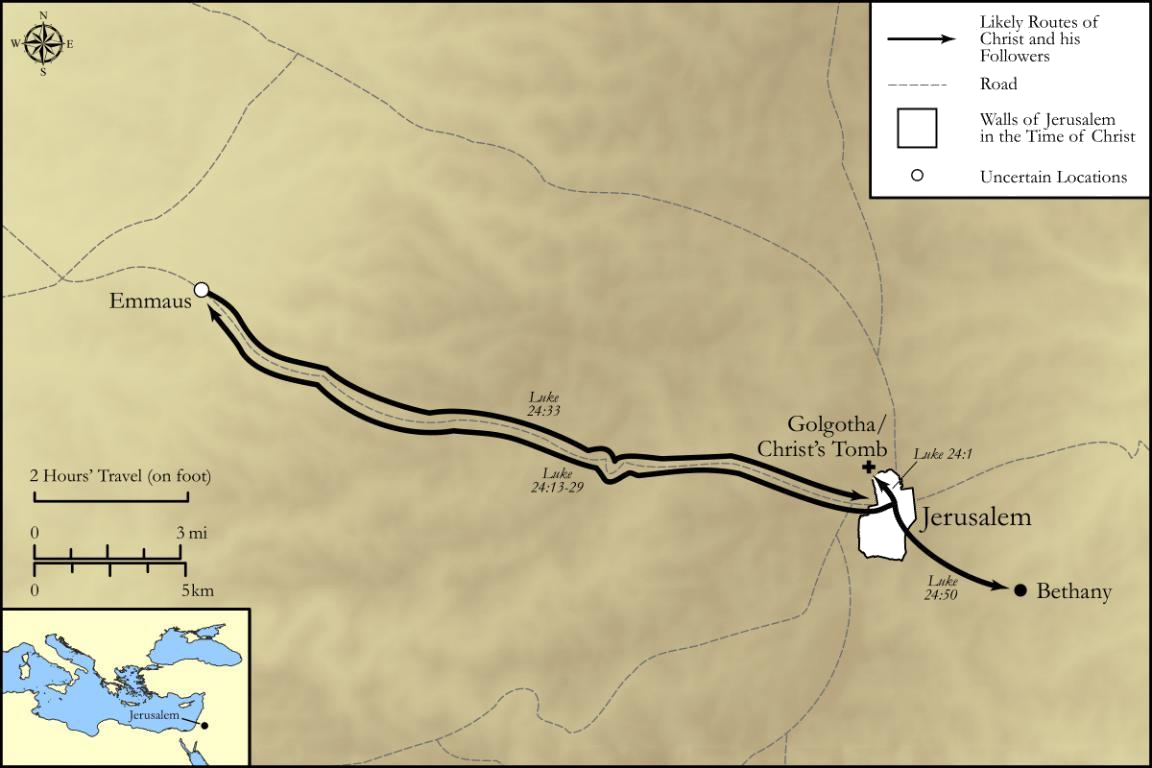 N
W
E
S
Likely Routes of
Christ and his
Followers
Road
Walls of Jerusalem
in the Time of Christ
Uncertain Locations
Emmaus
Luke
24:33
Luke
24:13-29
Golgotha/
Christ's Tomb
Luke 24:1
Jerusalem
Luke
24:50
Bethany
2 Hours' Travel (on foot)
0
3 mi
0
5km
Jerusalem